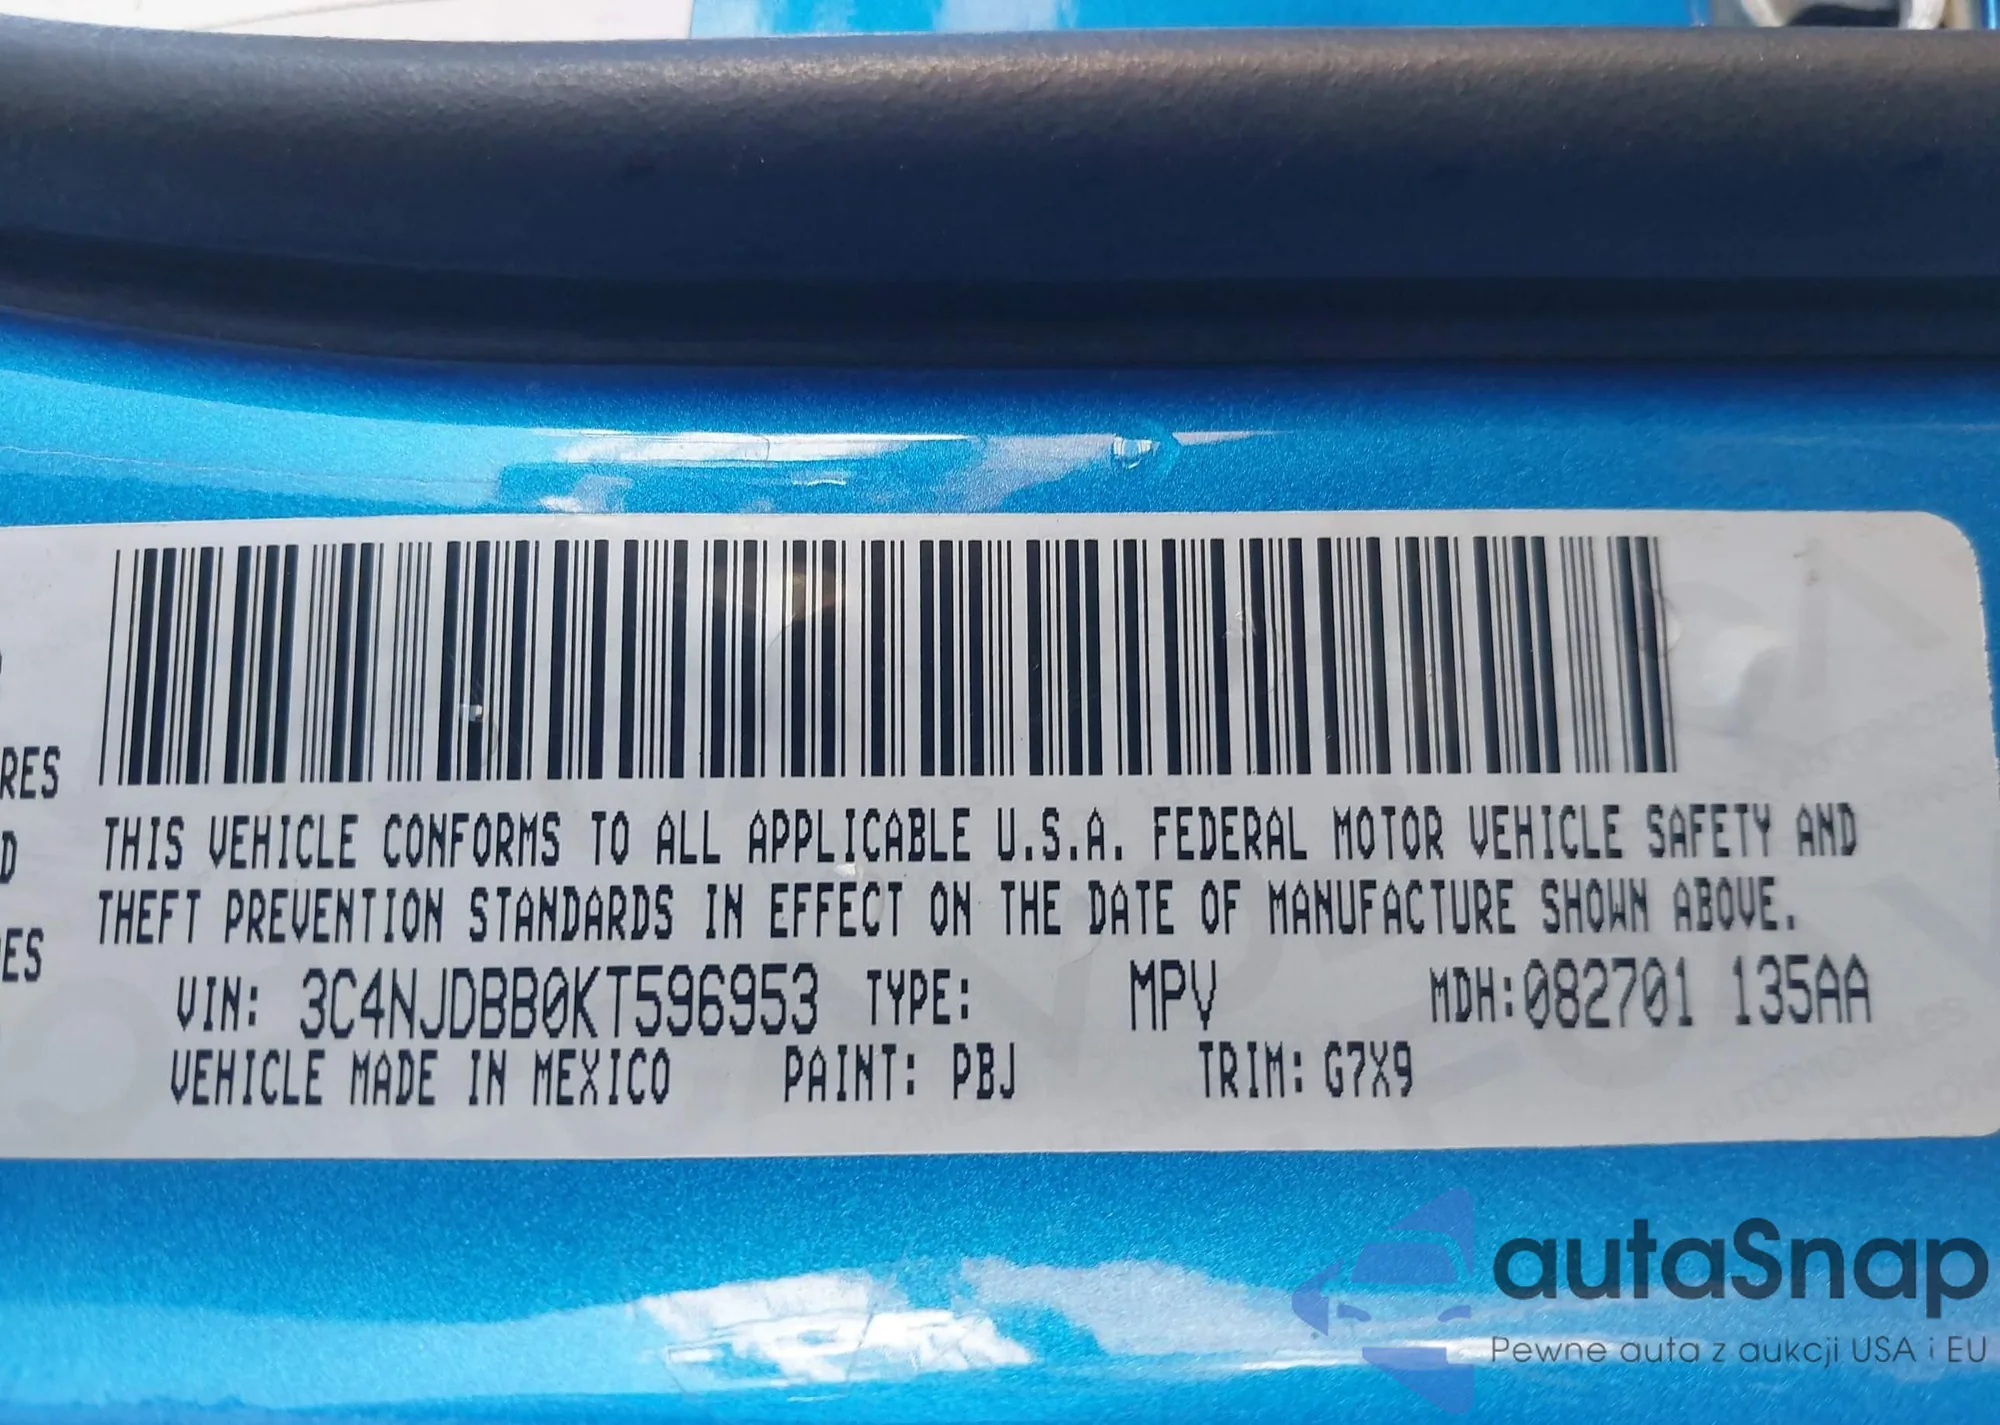 RES
D
ES
THIS VEHICLE CONFORMS TO ALL APPLICABLE U.S.A. FEDERAL MOTOR VEHICLE SAFETY AND
THEFT PREVENTION STANDARDS IN EFFECT ON THE DATE OF MANUFACTURE SHOWN ABOVE.
VIN: 3C4NJDBB0KT596953 TYPE: MPV MDH:082701 135AA
VEHICLE MADE IN MEXICO PAINT: PBJ TRIM: G7X9
autaSnap
Pewne auta z aukcji USA i EU